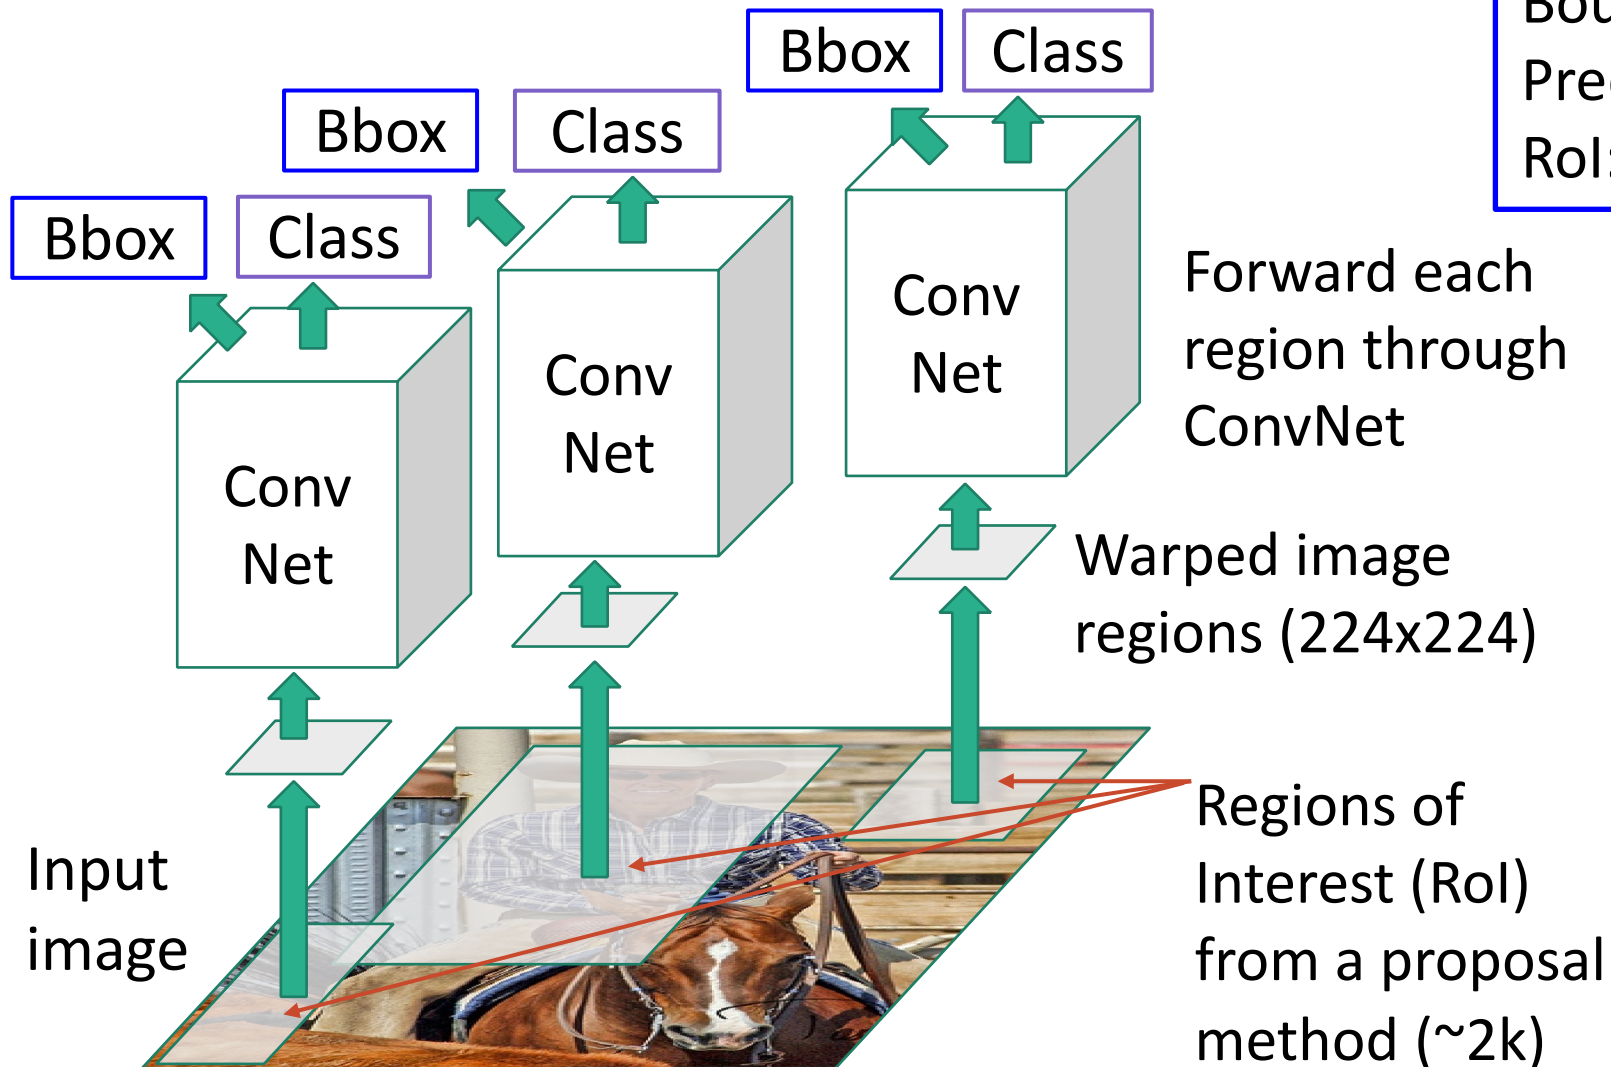 Bbox
Class
Bbox
Class
Bbox
Class
RoI:
Conv
Net
Conv
Net
Conv
Net
Forward each
region through
ConvNet
Warped image
regions (224x224)
Input
image
Regions of
Interest (RoI)
from a proposal
method (~2k)